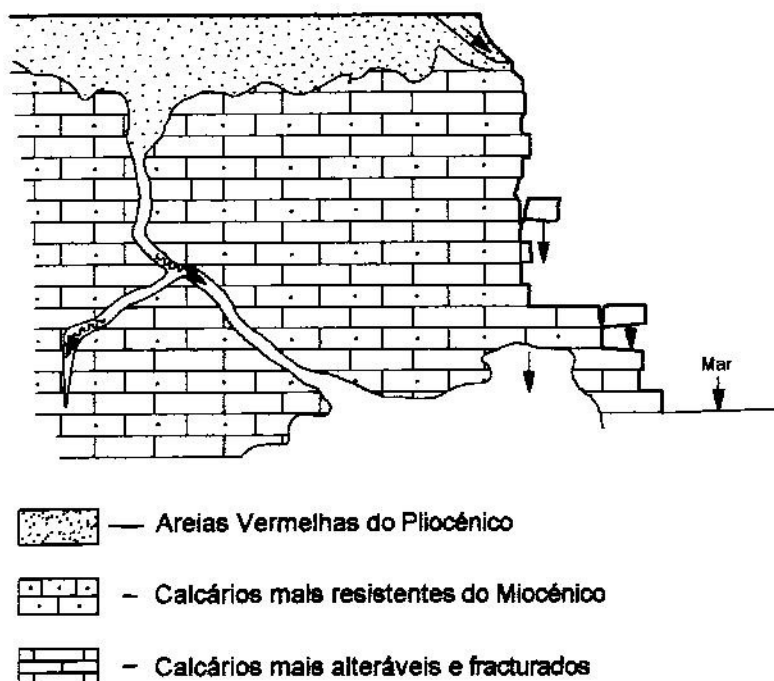 Mar
— Areias Vermelhas do Pliocénico
- Calcários mais resistentes do Miocénico
- Calcários mais alteráveis e fracturados